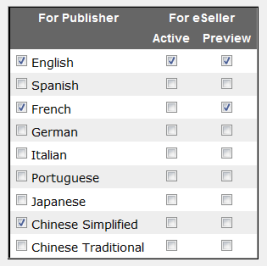 For Publisher For eSeller
Active Preview
English
Spanish
French
German
Italian
Portuguese
Japanese
Chinese Simplified
Chinese Traditional